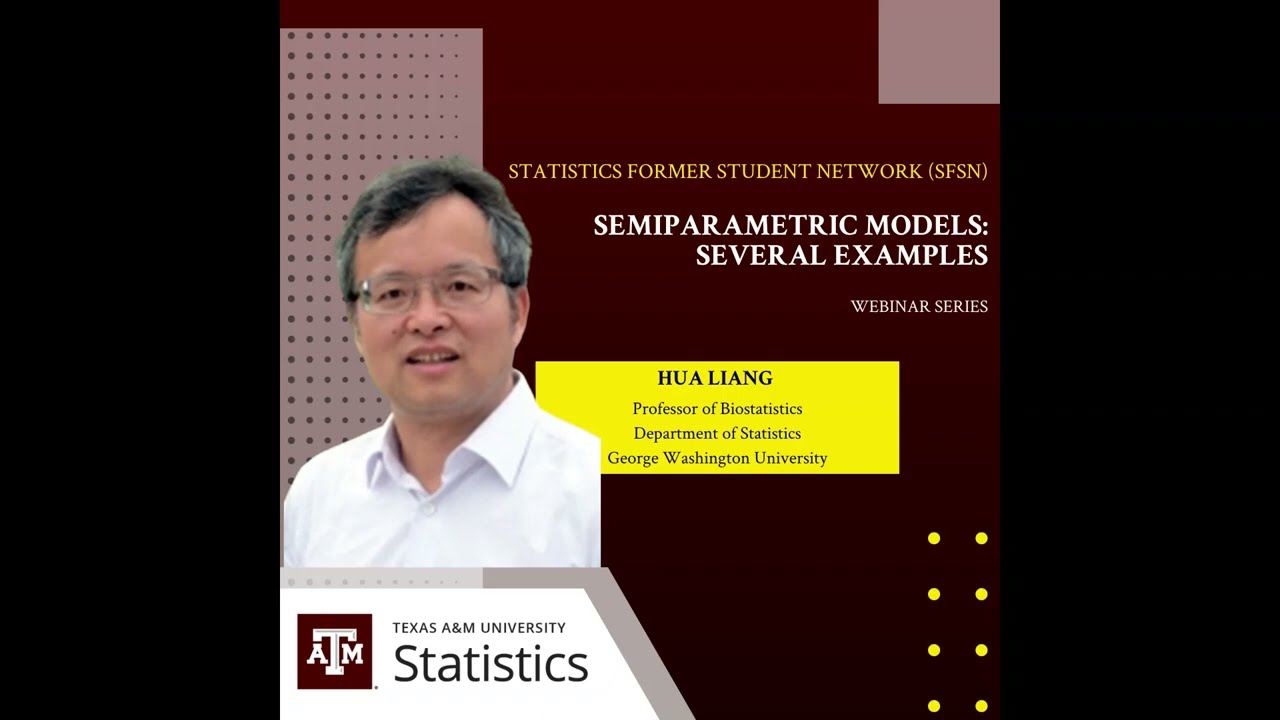 STATISTICS FORMER STUDENT NETWORK (SFSN)
SEMIPARAMETRIC MODELS:
SEVERAL EXAMPLES
WEBINAR SERIES
HUA LIANG
Professor of Biostatistics
Department of Statistics
George Washington University
ATM
TEXAS A&M UNIVERSITY
Statistics